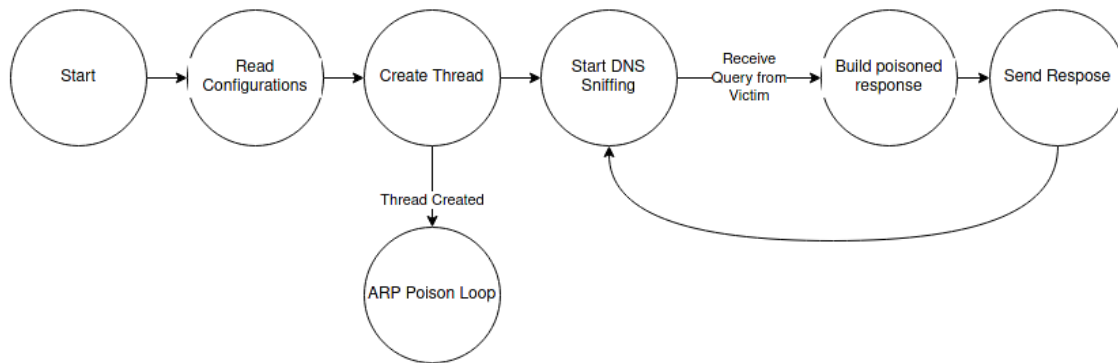 Start
Read
Configurations
Create Thread
Start DNS
Sniffing
Receive
Query from
Victim
Build poisoned
response
Send Respose
Thread Created
ARP Poison Loop